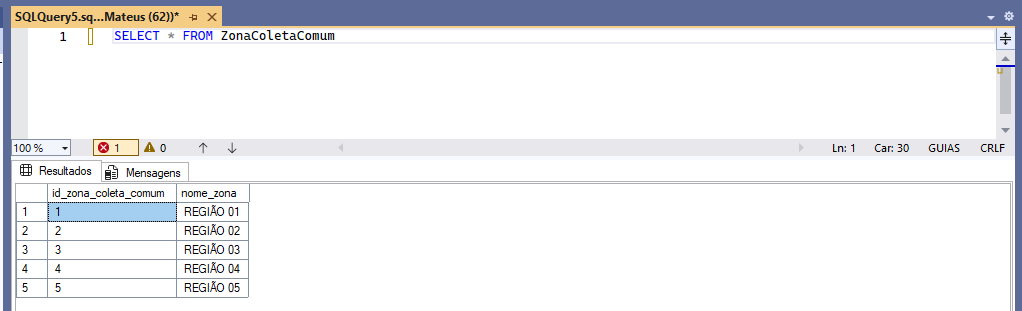 SQLQuery5.sq...Mateus (62))*
1 SELECT * FROM ZonaColetaComum
100 % 1 0 Ln: 1 Car: 30 GUIAS CRLF
Resultados Mensagens
id_zona_coleta_comum nome_zona
1 1 REGIÃO 01
2 2 REGIÃO 02
3 3 REGIÃO 03
4 4 REGIÃO 04
5 5 REGIÃO 05